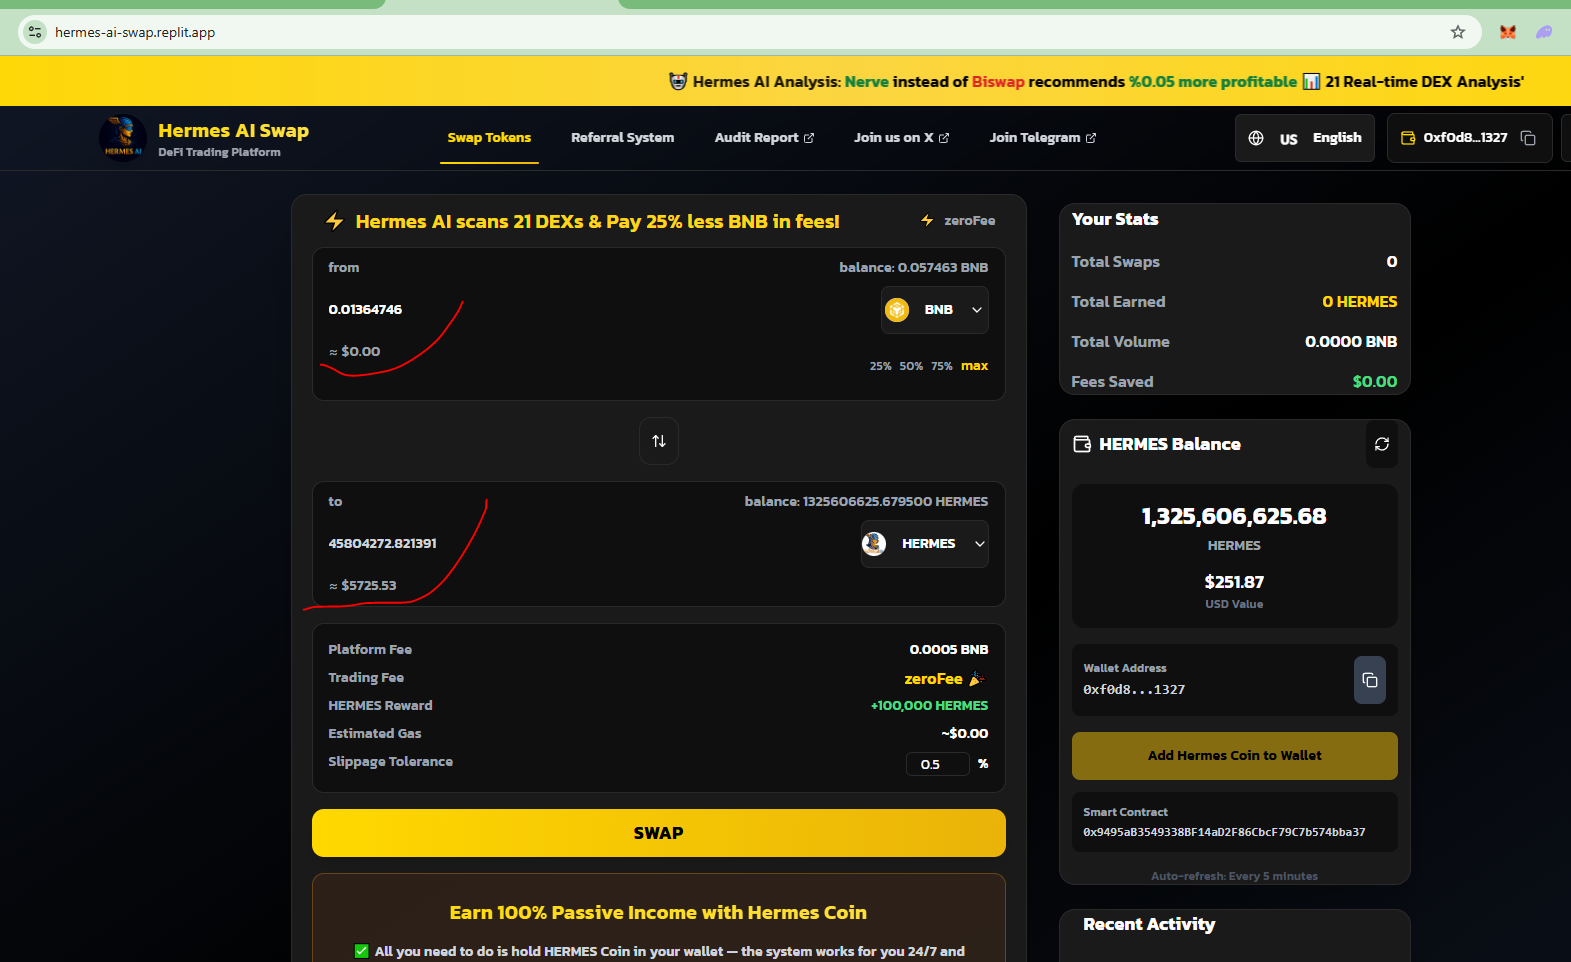 hermes-ai-swap.replit.app
Hermes AI Analysis: Nerve instead of Biswap recommends %0.05 more profitable 📊 21 Real-time DEX Analysis'
HERMES AI
Hermes AI Swap
DeFi Trading Platform
Swap Tokens
Referral System
Audit Report
Join us on X
Join Telegram
US English
0xf0d8...1327
⚡ Hermes AI scans 21 DEXs & Pay 25% less BNB in fees!
⚡ zeroFee
from
balance: 0.057463 BNB
0.01364746
BNB
≈ $0.00
25% 50% 75% max
to
balance: 1325606625.679500 HERMES
45804272.821391
HERMES
≈ $5725.53
Platform Fee
0.0005 BNB
Trading Fee
zeroFee 🎉
HERMES Reward
+100,000 HERMES
Estimated Gas
~$0.00
Slippage Tolerance
0.5 %
SWAP
Earn 100% Passive Income with Hermes Coin
✅ All you need to do is hold HERMES Coin in your wallet — the system works for you 24/7 and
Your Stats
Total Swaps
0
Total Earned
0 HERMES
Total Volume
0.0000 BNB
Fees Saved
$0.00
HERMES Balance
1,325,606,625.68
HERMES
$251.87
USD Value
Wallet Address
0xf0d8...1327
Add Hermes Coin to Wallet
Smart Contract
0x9495aB3549338BF14aD2F86CbcF79C7b574bba37
Auto-refresh: Every 5 minutes
Recent Activity